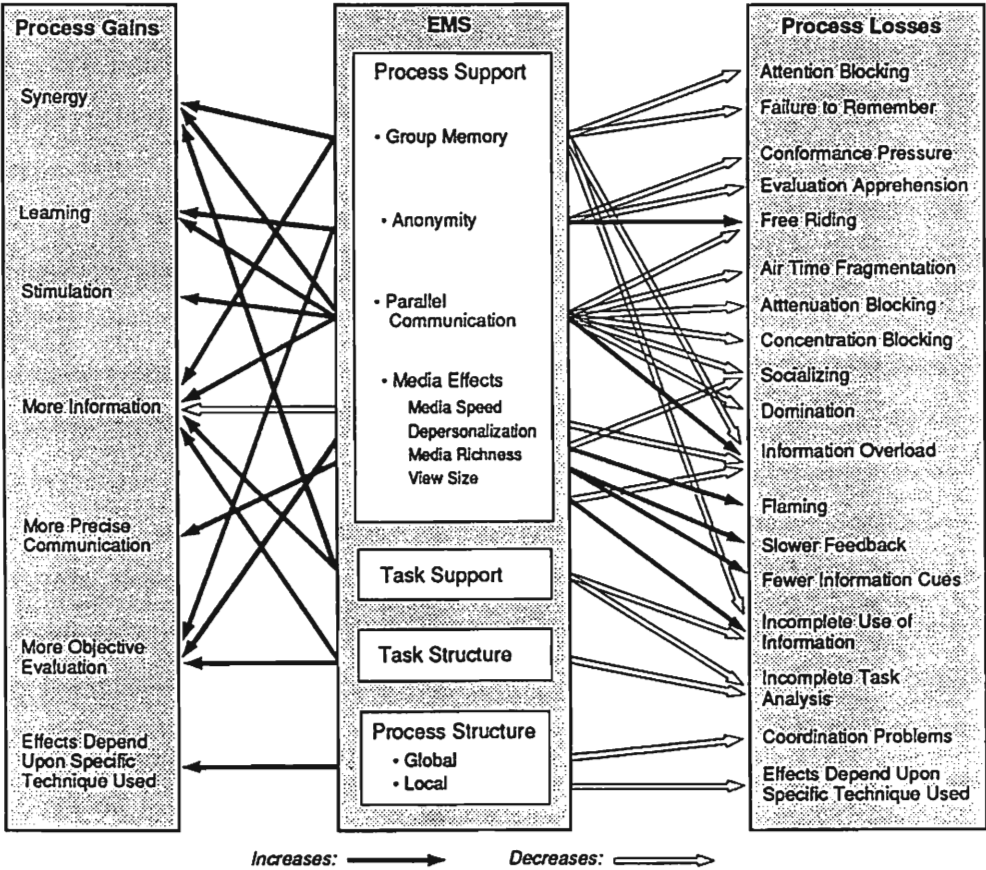 Process Gains
Synergy
Learning
Stimulation
More Information
More Precise
Communication
More Objective
Evaluation
Effects Depend
Upon Specific
Technique Used
EMS
Process Support
• Group Memory
• Anonymity
• Parallel
Communication
• Media Effects
Media Speed
Depersonalization
Media Richness
View Size
Task Support
Task Structure
Process Structure
• Global
• Local
Process Losses
Attention Blocking
Failure to Remember
Conformance Pressure
Evaluation Apprehension
Free Riding
Air Time Fragmentation
Atttenuation Blocking
Concentration Blocking
Socializing
Domination
Information Overload
Flaming
Slower Feedback
Fewer Information Cues
Incomplete Use of
Information
Incomplete Task
Analysis
Coordination Problems
Effects Depend Upon
Specific Technique Used
Increases:
Decreases: